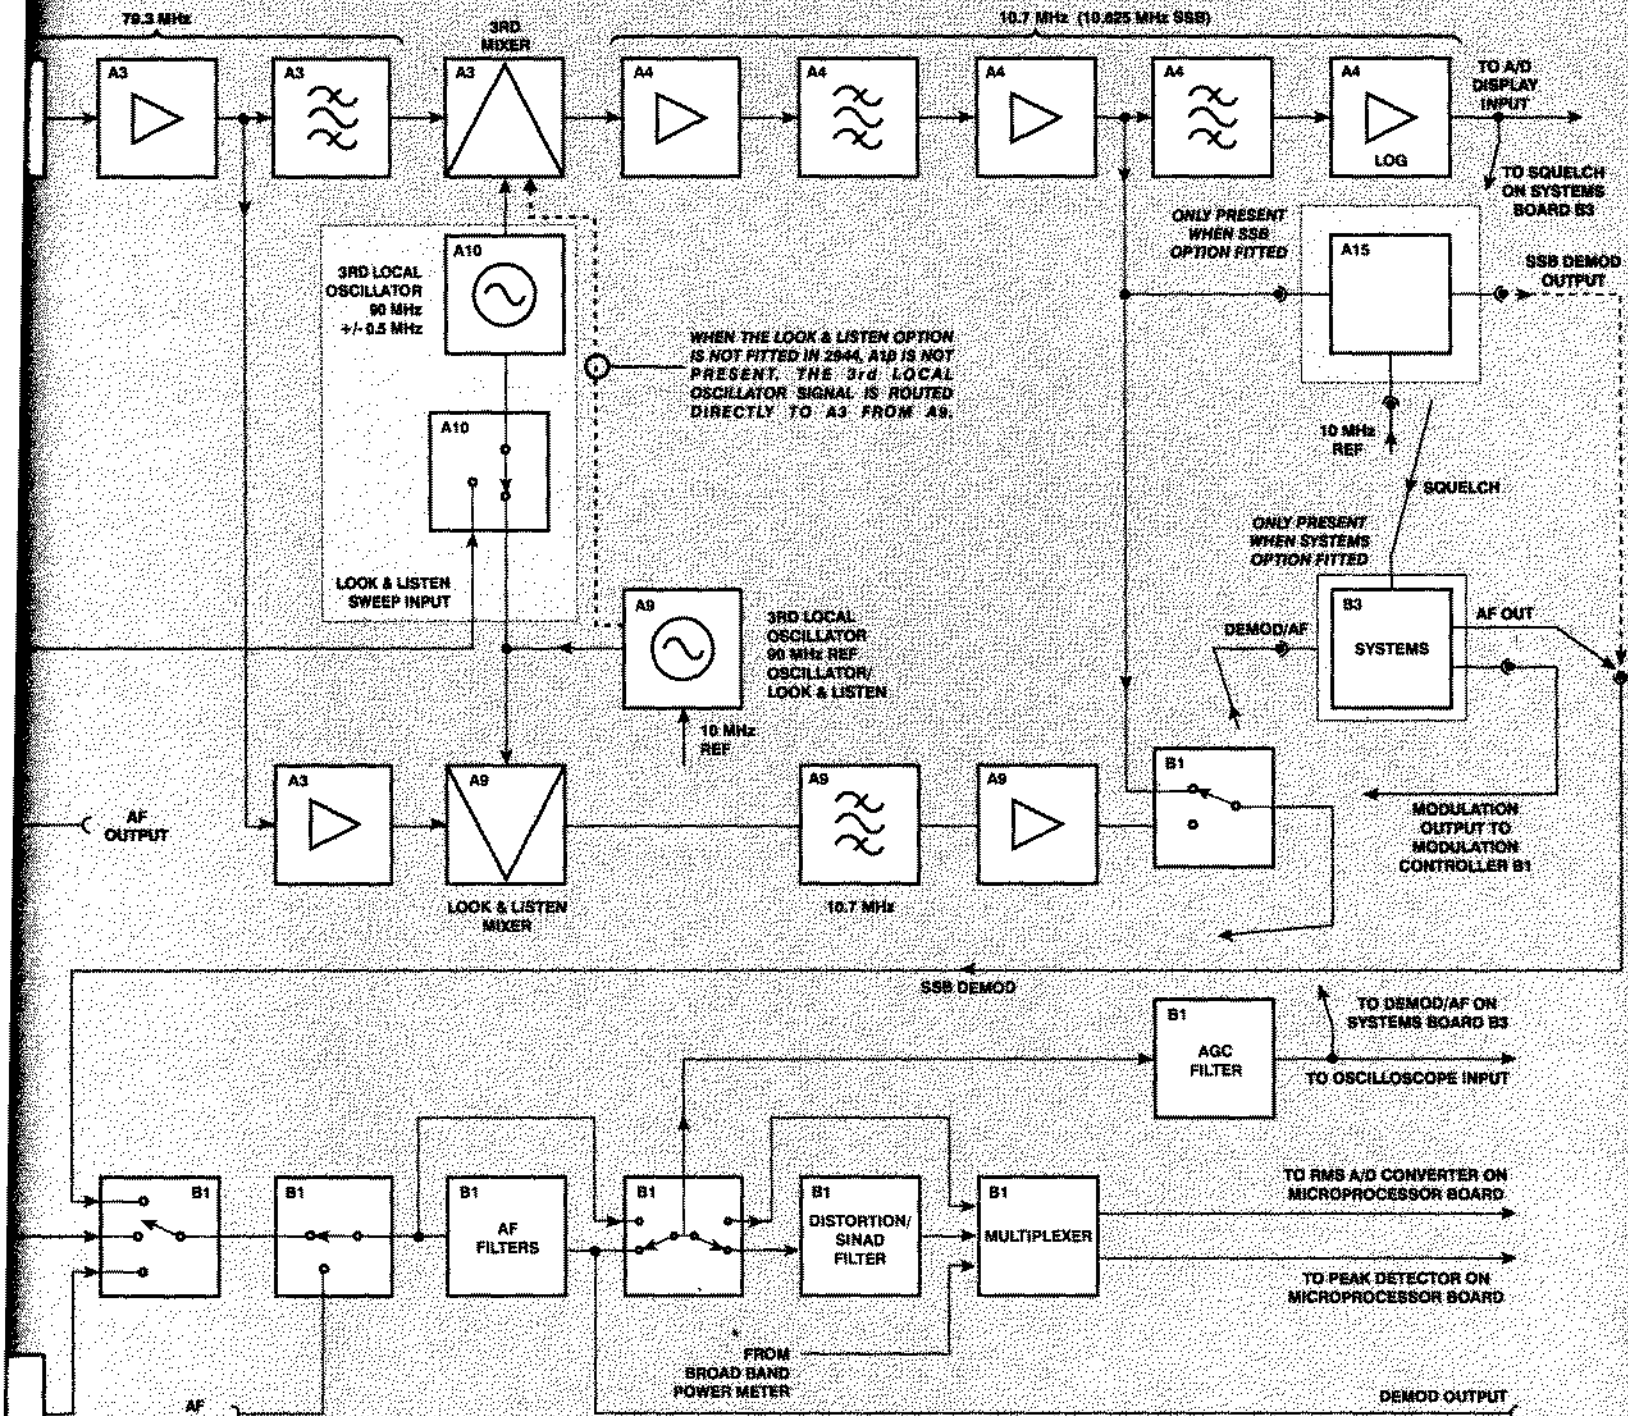 79.3 MHz
3RD
MIXER
10.7 MHz (10.625 MHz SSB)
A3
A3
A3
A4
A4
A4
A4
A4
LOG
TO A/D
DISPLAY
INPUT
TO SQUELCH
ON SYSTEMS
BOARD B3
ONLY PRESENT
WHEN SSB
OPTION FITTED
A15
SSB DEMOD
OUTPUT
10 MHz
REF
A10
3RD LOCAL
OSCILLATOR
90 MHz
+/- 0.5 MHz
WHEN THE LOOK & LISTEN OPTION
IS NOT FITTED IN 2944, A10 IS NOT
PRESENT. THE 3rd LOCAL
OSCILLATOR SIGNAL IS ROUTED
DIRECTLY TO A3 FROM A9.
A10
LOOK & LISTEN
SWEEP INPUT
SQUELCH
ONLY PRESENT
WHEN SYSTEMS
OPTION FITTED
A9
3RD LOCAL
OSCILLATOR
90 MHz REF
OSCILLATOR/
LOOK & LISTEN
10 MHz
REF
DEMOD/AF
B3
SYSTEMS
AF OUT
MODULATION
OUTPUT TO
MODULATION
CONTROLLER B1
AF
OUTPUT
A3
A9
LOOK & LISTEN
MIXER
A9
10.7 MHz
A9
B1
SSB DEMOD
B1
AGC
FILTER
TO DEMOD/AF ON
SYSTEMS BOARD B3
TO OSCILLOSCOPE INPUT
B1
B1
B1
AF
FILTERS
B1
B1
DISTORTION/
SINAD
FILTER
B1
MULTIPLEXER
TO RMS A/D CONVERTER ON
MICROPROCESSOR BOARD
TO PEAK DETECTOR ON
MICROPROCESSOR BOARD
FROM
BROAD BAND
POWER METER
DEMOD OUTPUT
AF